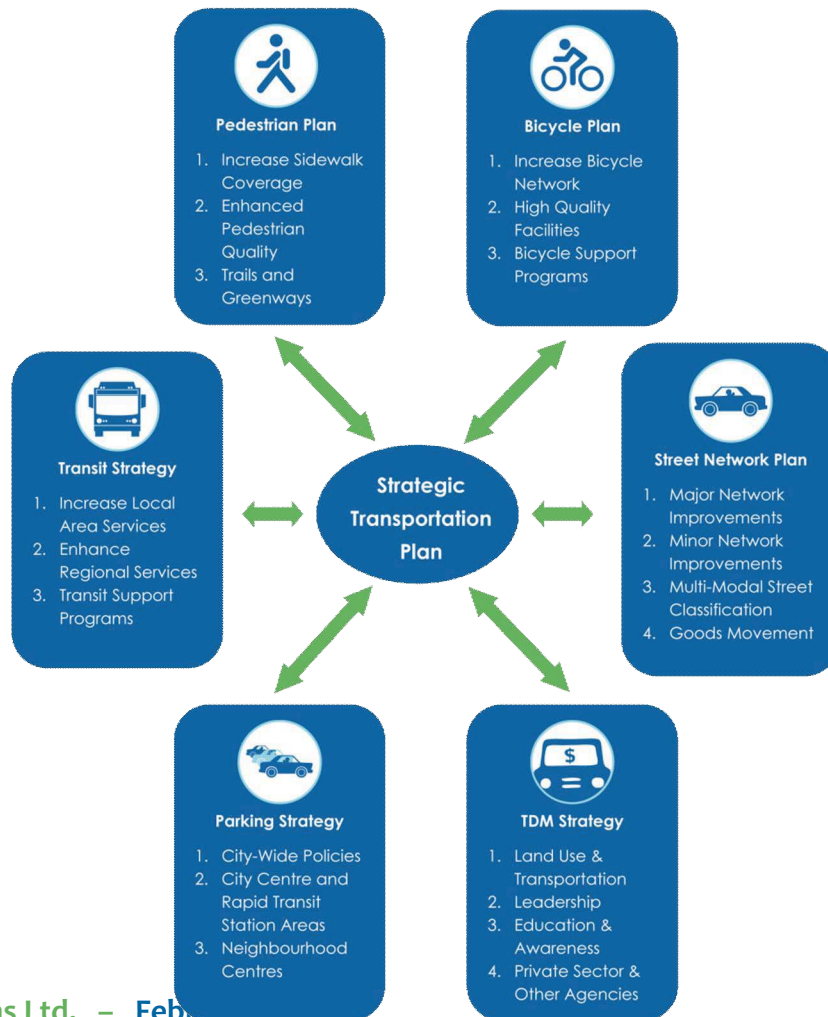 Pedestrian Plan
1. Increase Sidewalk
Coverage
2. Enhanced
Pedestrian
Quality
3. Trails and
Greenways
Bicycle Plan
1. Increase Bicycle
Network
2. High Quality
Facilities
3. Bicycle Support
Programs
Transit Strategy
1. Increase Local
Area Services
2. Enhance
Regional Services
3. Transit Support
Programs
Strategic
Transportation
Plan
Street Network Plan
1. Major Network
Improvements
2. Minor Network
Improvements
3. Multi-Modal Street
Classification
4. Goods Movement
Parking Strategy
1. City-Wide Policies
2. City Centre and
Rapid Transit
Station Areas
3. Neighbourhood
Centres
$
TDM Strategy
1. Land Use &
Transportation
2. Leadership
3. Education &
Awareness
4. Private Sector &
Other Agencies
Ltd. –